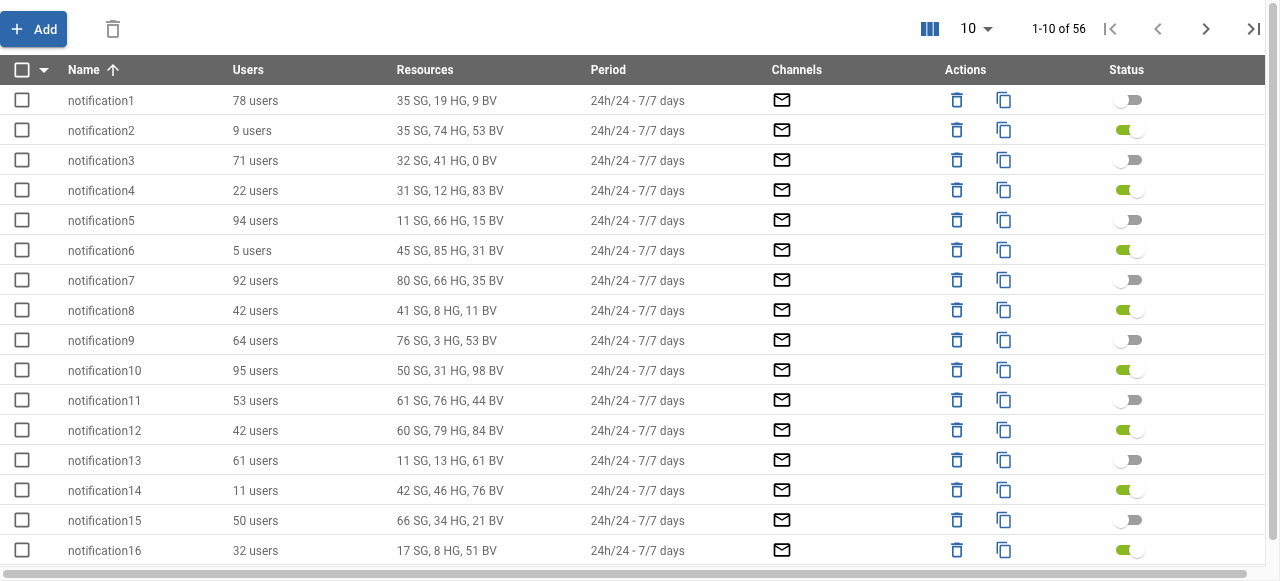 Add 10 1-10 of 56
Name Users Resources Period Channels Actions Status
notification1 78 users 35 SG, 19 HG, 9 BV 24h/24 - 7/7 days
notification2 9 users 35 SG, 74 HG, 53 BV 24h/24 - 7/7 days
notification3 71 users 32 SG, 41 HG, 0 BV 24h/24 - 7/7 days
notification4 22 users 31 SG, 12 HG, 83 BV 24h/24 - 7/7 days
notification5 94 users 11 SG, 66 HG, 15 BV 24h/24 - 7/7 days
notification6 5 users 45 SG, 85 HG, 31 BV 24h/24 - 7/7 days
notification7 92 users 80 SG, 66 HG, 35 BV 24h/24 - 7/7 days
notification8 42 users 41 SG, 8 HG, 11 BV 24h/24 - 7/7 days
notification9 64 users 76 SG, 3 HG, 53 BV 24h/24 - 7/7 days
notification10 95 users 50 SG, 31 HG, 98 BV 24h/24 - 7/7 days
notification11 53 users 61 SG, 76 HG, 44 BV 24h/24 - 7/7 days
notification12 42 users 60 SG, 79 HG, 84 BV 24h/24 - 7/7 days
notification13 61 users 11 SG, 13 HG, 61 BV 24h/24 - 7/7 days
notification14 11 users 42 SG, 46 HG, 76 BV 24h/24 - 7/7 days
notification15 50 users 66 SG, 34 HG, 21 BV 24h/24 - 7/7 days
notification16 32 users 17 SG, 8 HG, 51 BV 24h/24 - 7/7 days